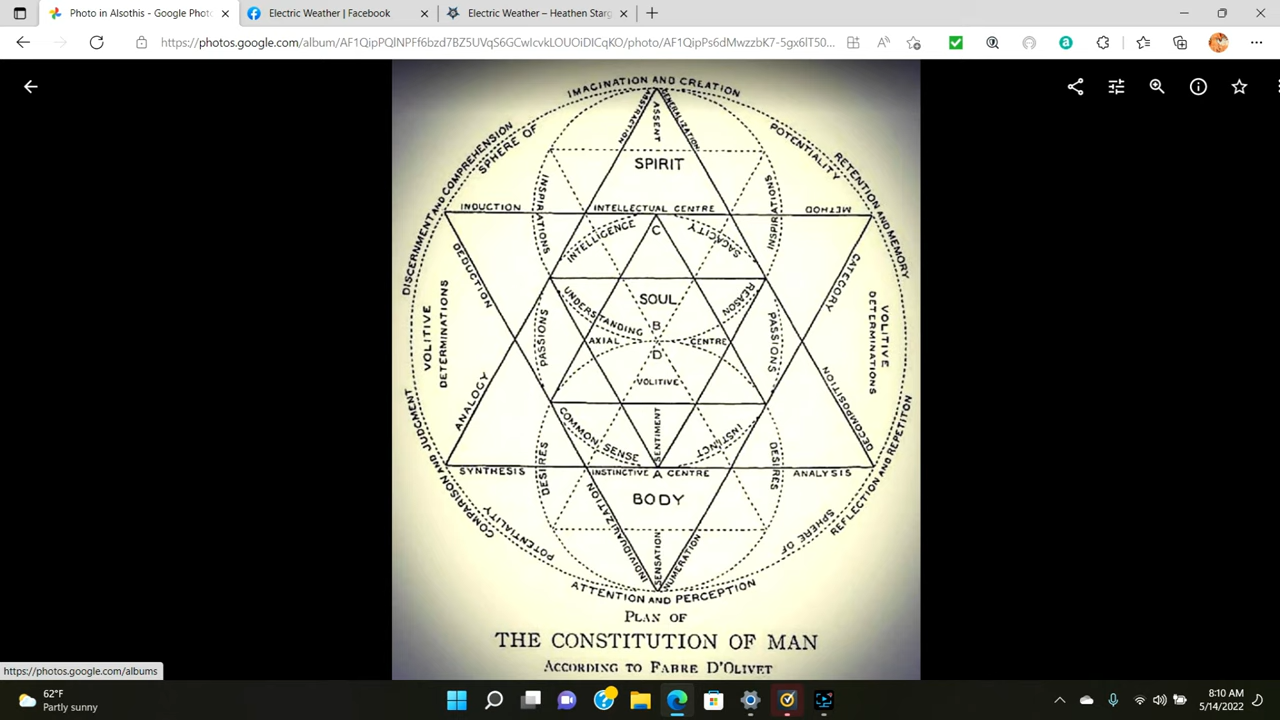 Photo in Alsothis - Google Photo
Electric Weather | Facebook
Electric Weather – Heathen Starg
https://photos.google.com/album/AF1QipPQlNPFf6bzd7BZ5UVqS6GCwIcvkLOUOiDICqKO/photo/AF1QipPs6dMwzzbK7-5gx6IT50...
IMAGINATION AND CREATION
ABSTRACTION
ASSENT
GENERALIZATION
DISCERNMENT AND COMPREHENSION
SPHERE OF
POTENTIALITY
RETENTION AND MEMORY
SPIRIT
INSPIRATIONS
INSPIRATIONS
INDUCTION
INTELLECTUAL CENTRE
METHOD
C
INTELLIGENCE
SAGACITY
DEDUCTION
CATEGORY
SOUL
UNDERSTANDING
REASON
VOLITIVE
DETERMINATIONS
PASSIONS
B
AXIAL
CENTRE
D
PASSIONS
VOLITIVE
DETERMINATIONS
VOLITIVE
ANALOGY
DECOMPOSITION
COMMON SENSE
SENTIMENT
INSTINCT
COMPARISON AND JUDGMENT
REFLECTION AND REPETITION
SYNTHESIS
DESIRES
INSTINCTIVE A CENTRE
DESIRES
ANALYSIS
BODY
POTENTIALITY
SPHERE OF
INDIVIDUALIZATION
SENSATION
NUMERATION
ATTENTION AND PERCEPTION
PLAN OF
THE CONSTITUTION OF MAN
ACCORDING TO FABRE D'OLIVET
https://photos.google.com/albums
62°F
Partly sunny
8:10 AM
5/14/2022